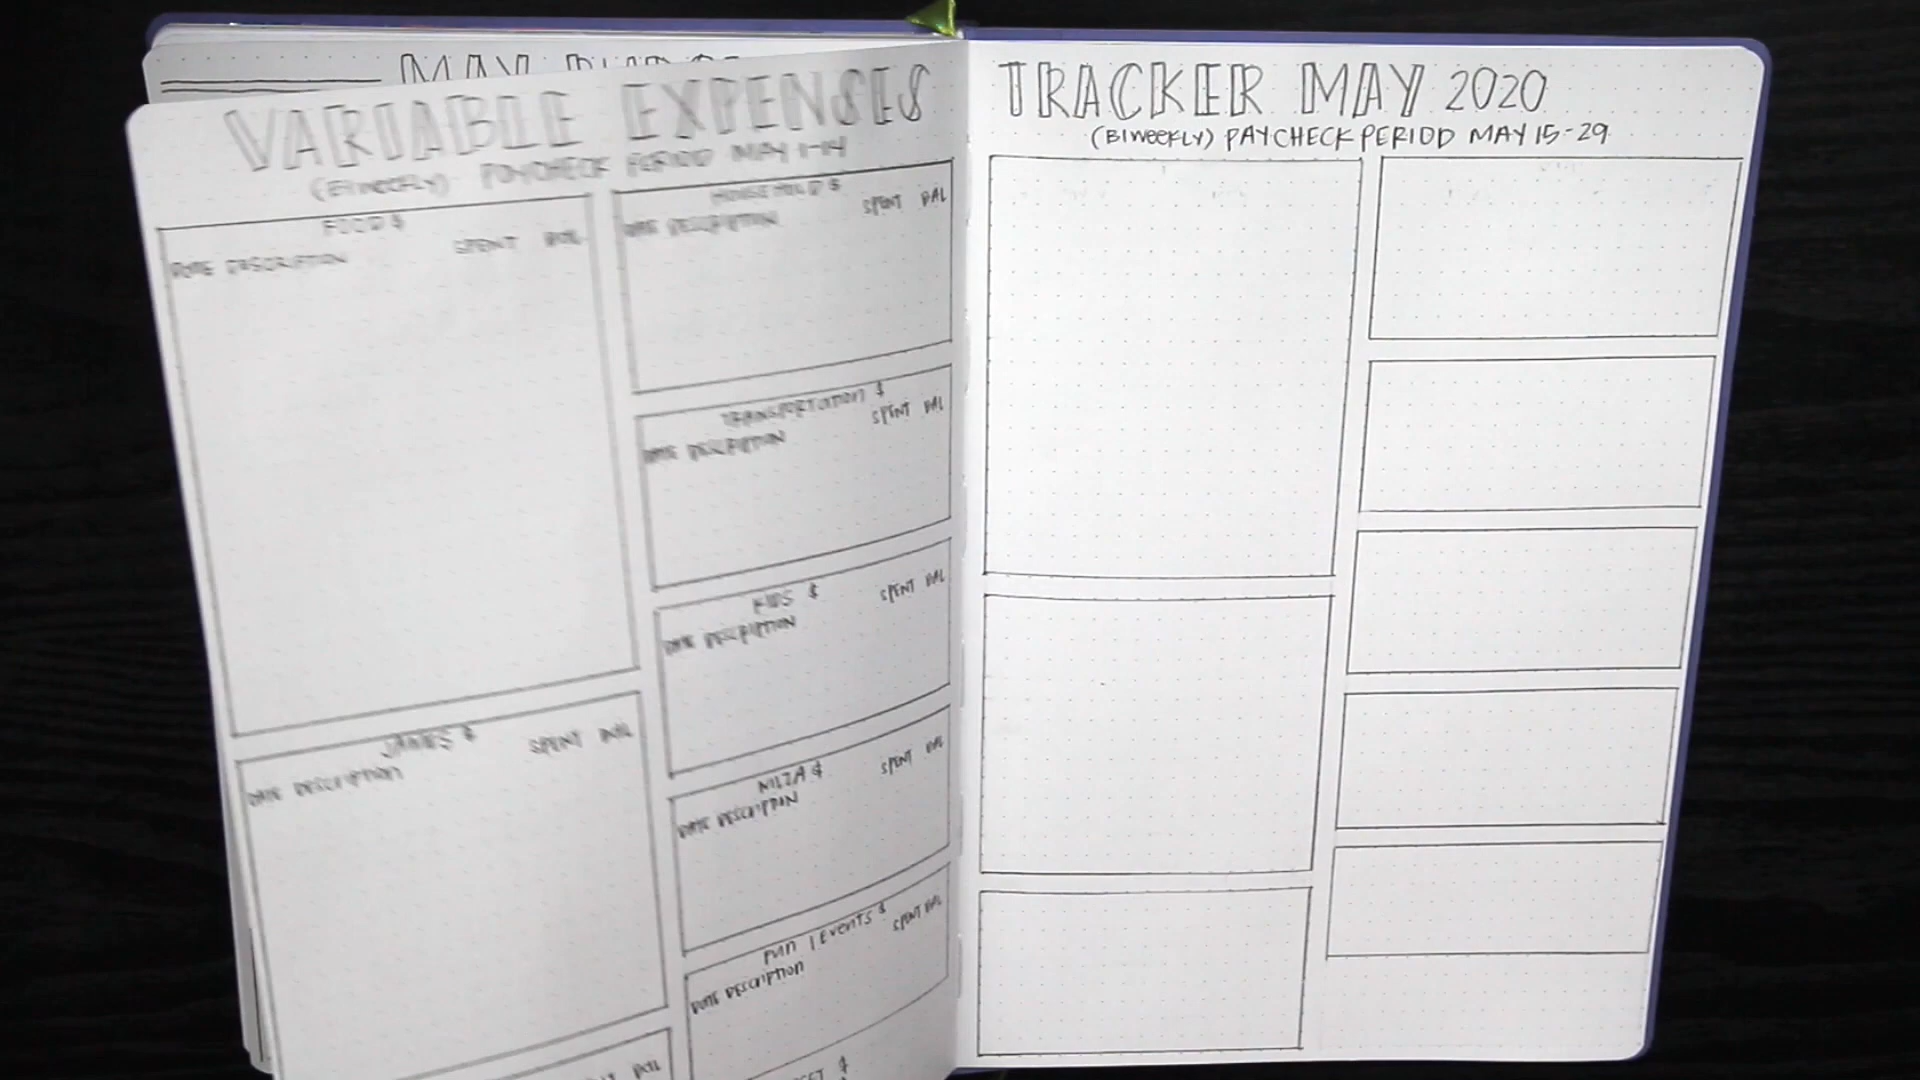 VARIABLE EXPENSES
(BIWEEKLY) PAYCHECK PERIOD MAY 1-14
FOOD $
DATE DESCRIPTION SPENT BAL
JAMES $
DATE DESCRIPTION SPENT BAL
BAL
HOUSEHOLD $
DATE DESCRIPTION SPENT BAL
TRANSPORTATION $
DATE DESCRIPTION SPENT BAL
KIDS $
DATE DESCRIPTION SPENT BAL
NILZA $
DATE DESCRIPTION SPENT BAL
FUN | EVENTS $
DATE DESCRIPTION SPENT BAL
TRACKER MAY 2020
(BIWEEKLY) PAYCHECK PERIOD MAY 15-29